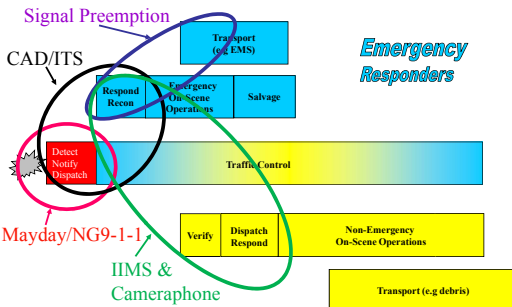 Signal Preemption
Transport
(e.g EMS)
Emergency
Responders
CAD/ITS
Respond
Recon
Emergency
On-Scene
Operations
Salvage
Detect
Notify
Dispatch
Traffic Control
Mayday/NG9-1-1
Verify
Dispatch
Respond
Non-Emergency
On-Scene Operations
IIMS &
Cameraphone
Transport (e.g debris)